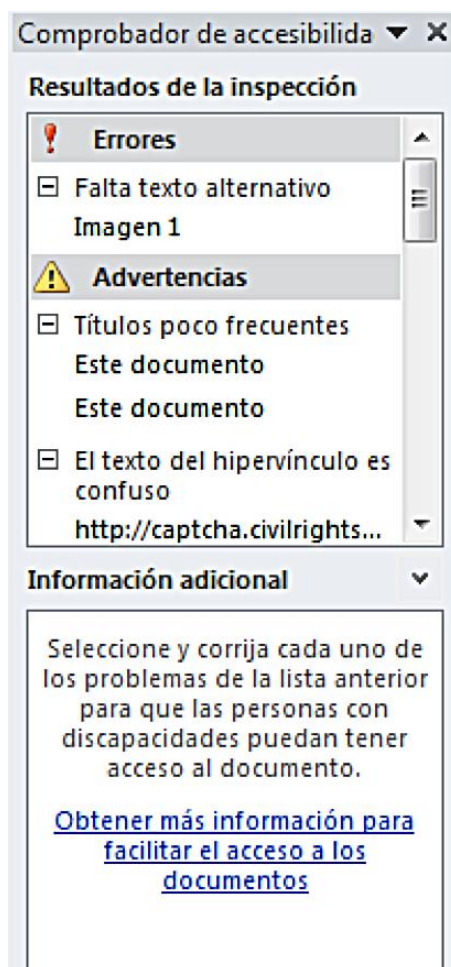 Comprobador de accesibilida
Resultados de la inspección
Errores
Falta texto alternativo
Imagen 1
Advertencias
Títulos poco frecuentes
Este documento
Este documento
El texto del hipervínculo es
confuso
http://captcha.civilrights...
Información adicional
Seleccione y corrija cada uno de
los problemas de la lista anterior
para que las personas con
discapacidades puedan tener
acceso al documento.
Obtener más información para
facilitar el acceso a los
documentos